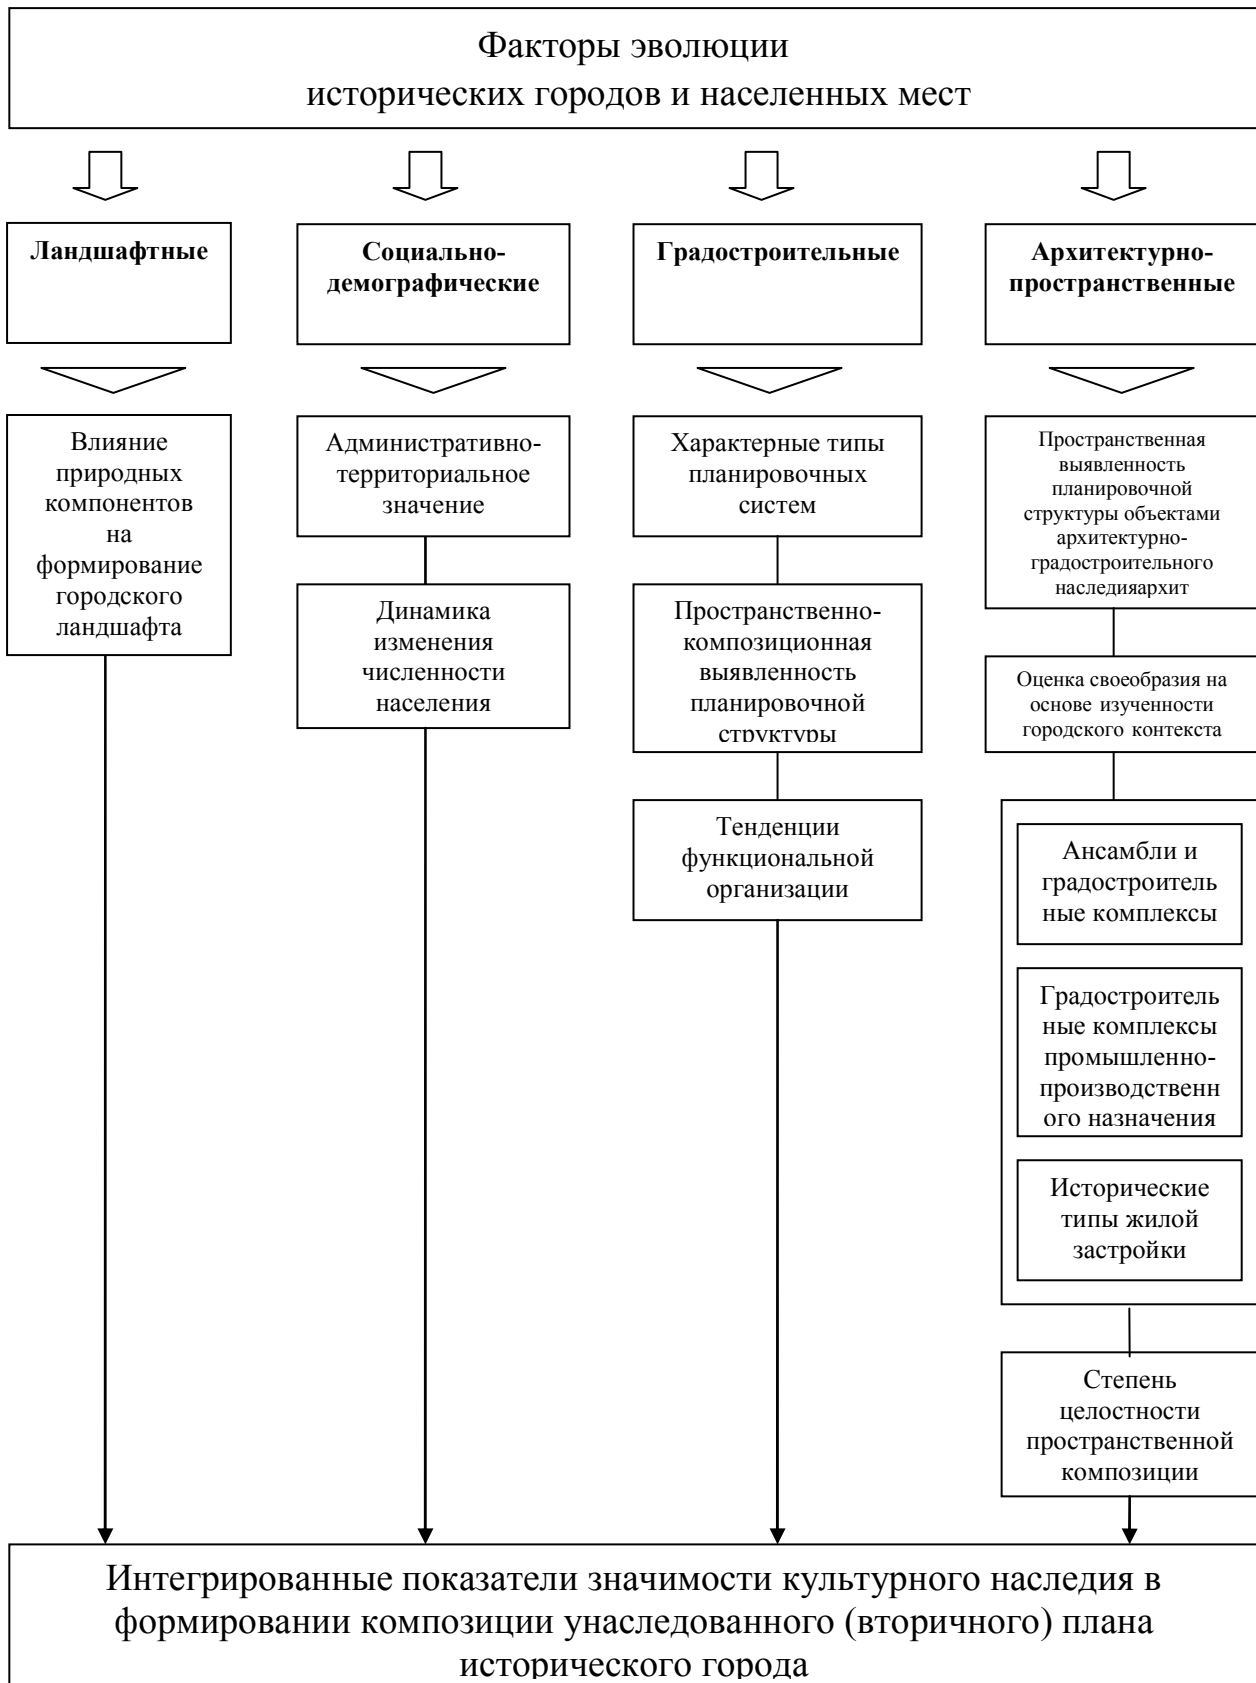 Факторы эволюции
исторических городов и населенных мест
Ландшафтные
Социально-
демографические
Градостроительные
Архитектурно-
пространственные
Влияние
природных
компонентов
на
формирование
городского
ландшафта
Административно-
территориальное
значение
Динамика
изменения
численности
населения
Характерные типы
планировочных
систем
Пространственно-
композиционная
выявленность
планировочной
структуры
Тенденции
функциональной
организации
Пространственная
выявленность
планировочной
структуры объектами
архитектурно-
градостроительного
наследияархит
Оценка своеобразия на
основе изученности
городского контекста
Ансамбли и
градостроитель
ные комплексы
Градостроитель
ные комплексы
промышленно-
производственн
ого назначения
Исторические
типы жилой
застройки
Степень
целостности
пространственной
композиции
Интегрированные показатели значимости культурного наследия в
формировании композиции унаследованного (вторичного) плана
исторического города